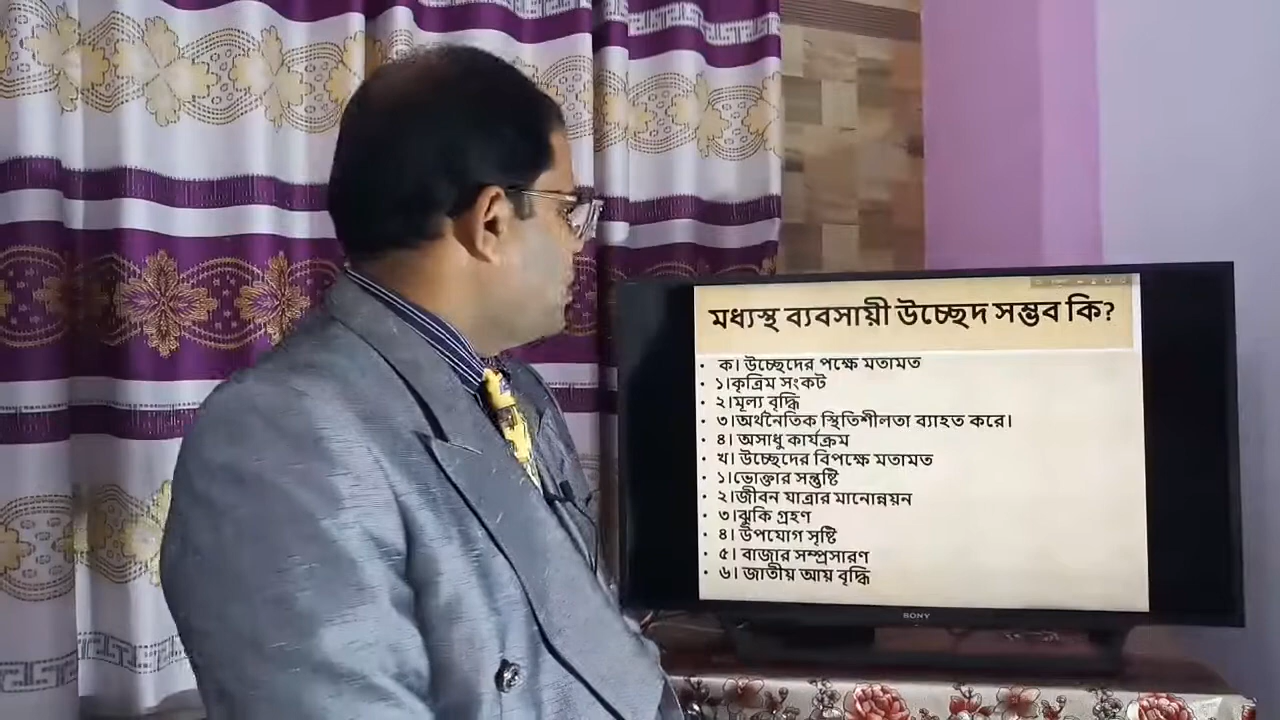 মধ্যস্থ ব্যবসায়ী উচ্ছেদ সম্ভব কি?
• ক। উচ্ছেদের পক্ষে মতামত
• ১।কৃত্রিম সংকট
• ২।মূল্য বৃদ্ধি
• ৩।অর্থনৈতিক স্থিতিশীলতা ব্যাহত করে।
• ৪। অসাধু কার্যক্রম
• খ। উচ্ছেদের বিপক্ষে মতামত
• ১।ভোক্তার সন্তুষ্টি
• ২।জীবন যাত্রার মানোন্নয়ন
• ৩।ঝুকি গ্রহণ
• ৪। উপযোগ সৃষ্টি
• ৫। বাজার সম্প্রসারণ
• ৬। জাতীয় আয় বৃদ্ধি
SONY